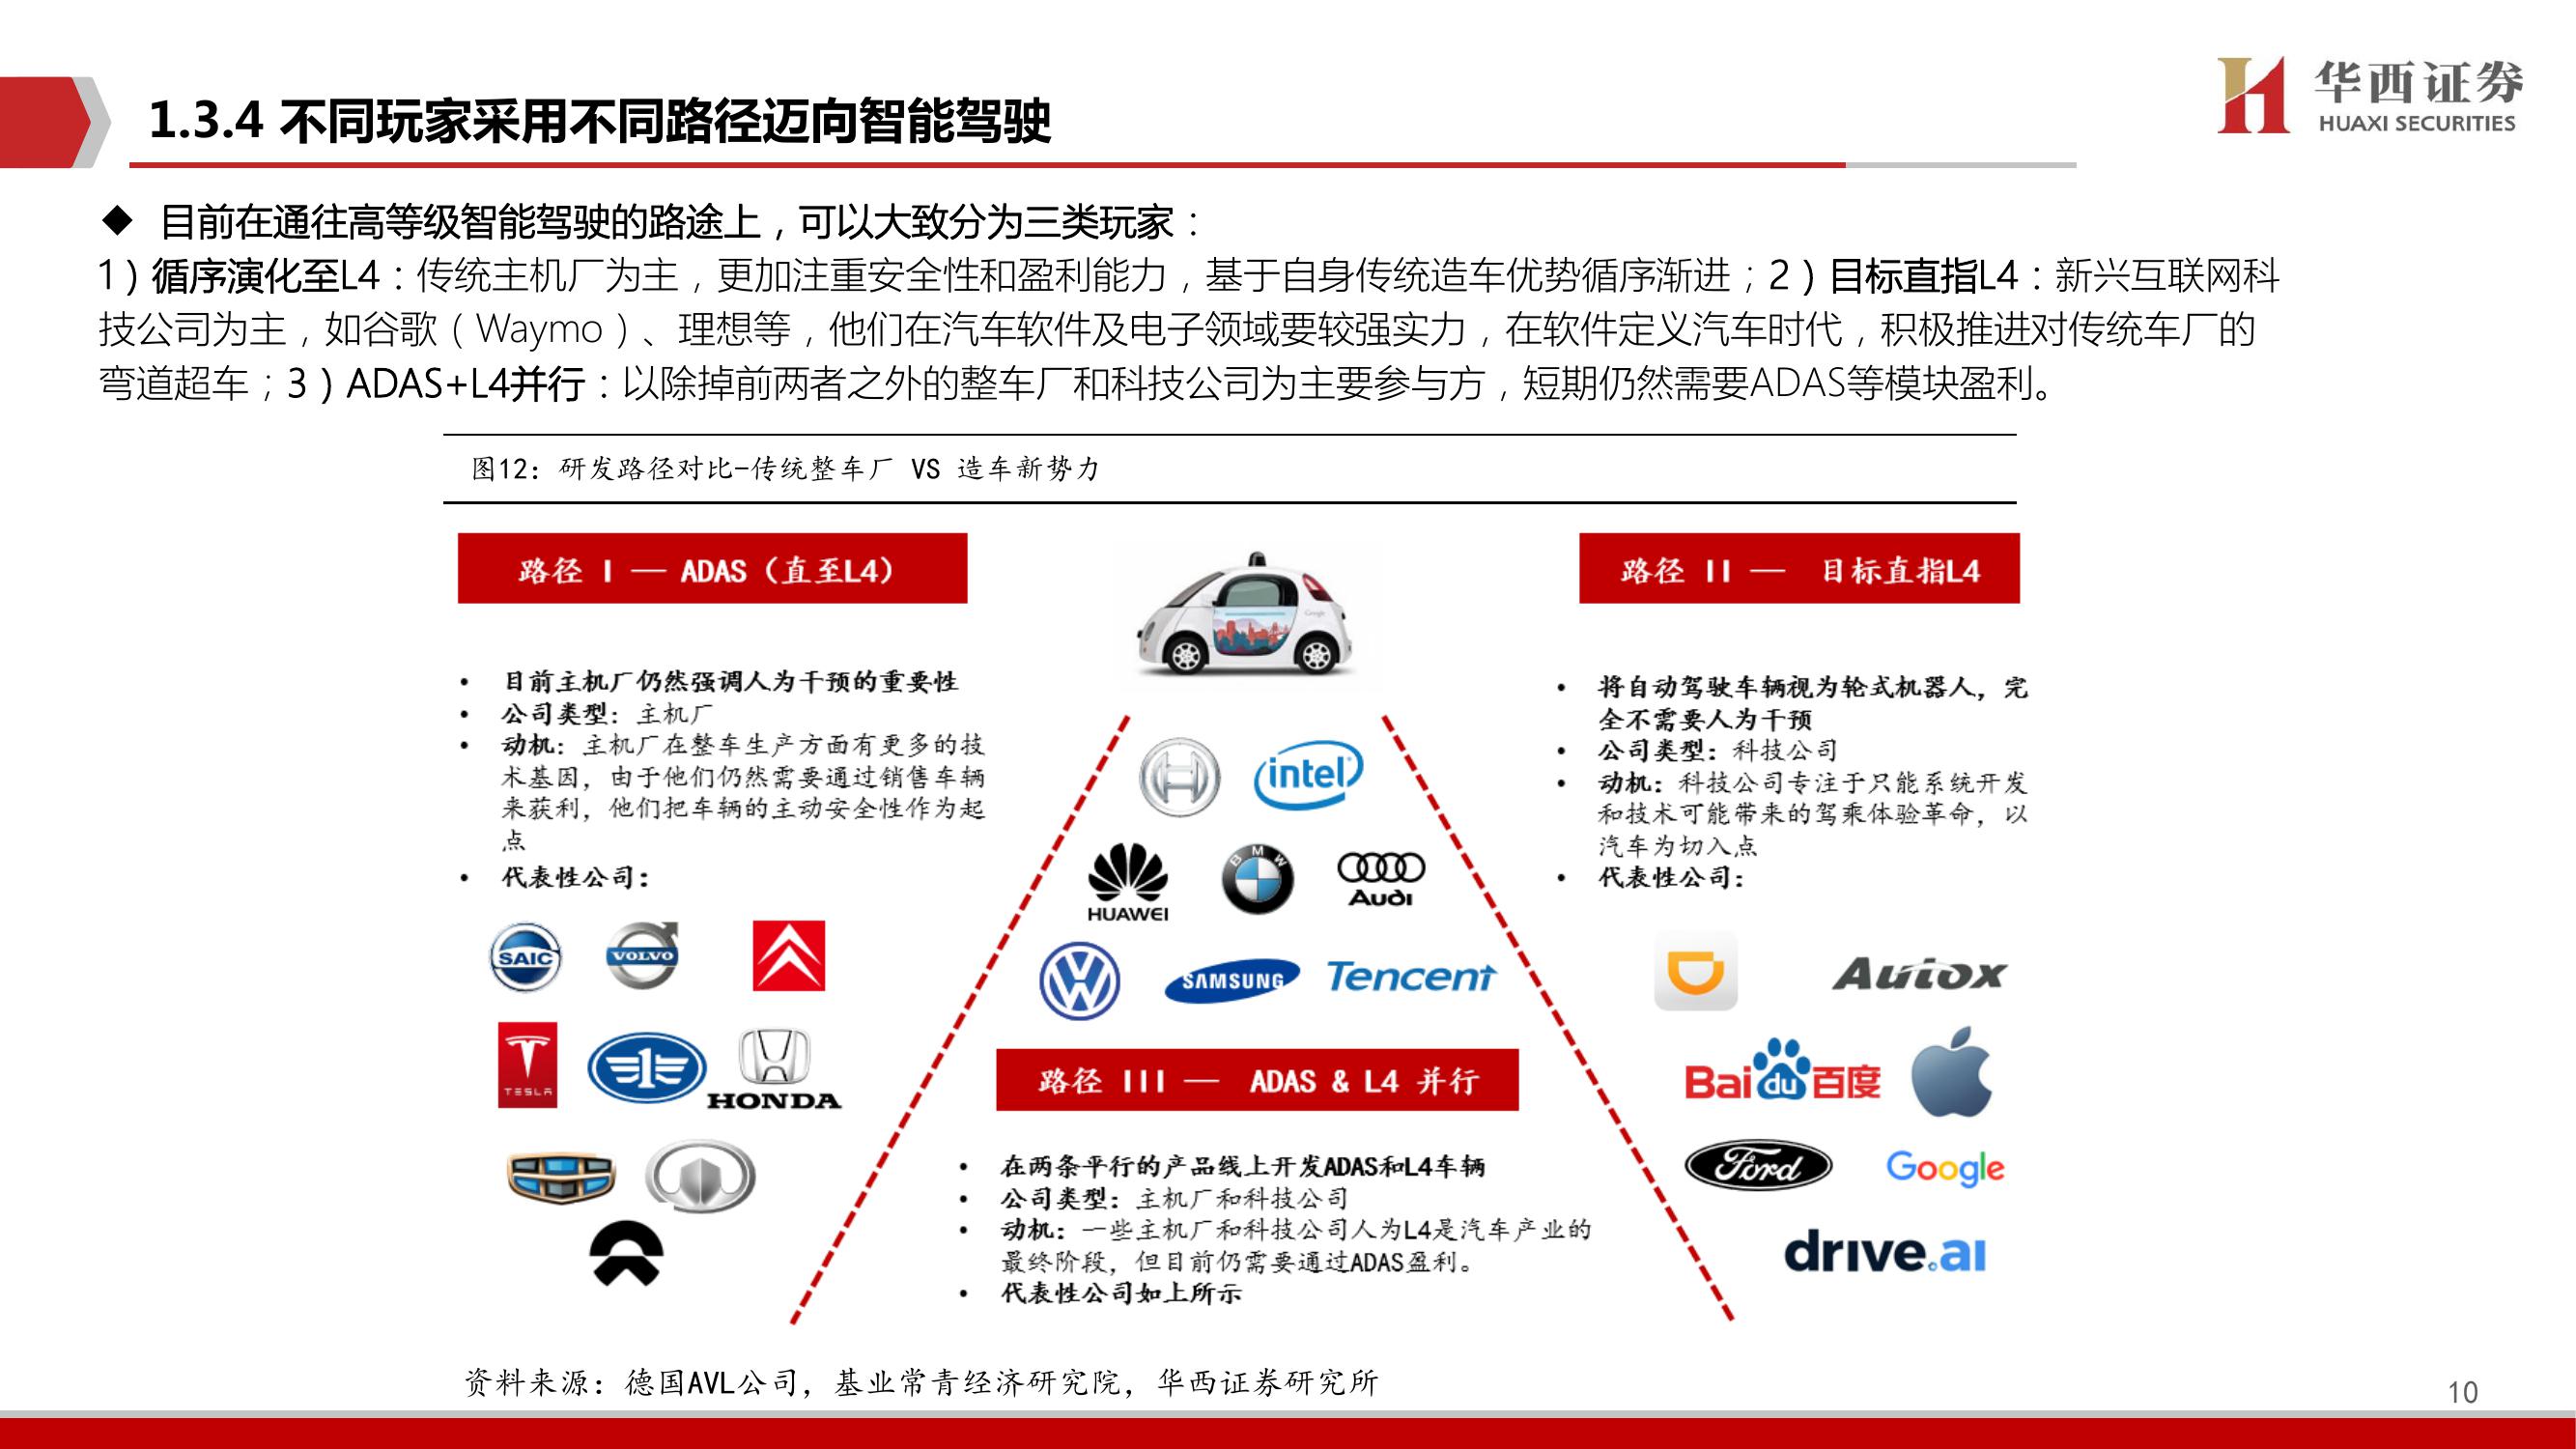 华西证券
HUAXI SECURITIES
1.3.4 不同玩家采用不同路径迈向智能驾驶
◆ 目前在通往高等级智能驾驶的路途上，可以大致分为三类玩家：
1）循序演化至L4：传统主机厂为主，更加注重安全性和盈利能力，基于自身传统造车优势循序渐进；2）目标直指L4：新兴互联网科
技公司为主，如谷歌（Waymo）、理想等，他们在汽车软件及电子领域要较强实力，在软件定义汽车时代，积极推进对传统车厂的
弯道超车；3）ADAS+L4并行：以除掉前两者之外的整车厂和科技公司为主要参与方，短期仍然需要ADAS等模块盈利。
图12：研发路径对比-传统整车厂 VS 造车新势力
路径 I — ADAS（直至L4）
• 目前主机厂仍然强调人为干预的重要性
• 公司类型：主机厂
• 动机：主机厂在整车生产方面有更多的技
术基因，由于他们仍然需要通过销售车辆
来获利，他们把车辆的主动安全性作为起
点
• 代表性公司：
SAIC
VOLVO
TESLA
HONDA
Google
intel
HUAWEI
BMW
Audi
SAMSUNG
Tencent
路径 III — ADAS & L4 并行
• 在两条平行的产品线上开发ADAS和L4车辆
• 公司类型：主机厂和科技公司
• 动机：一些主机厂和科技公司人为L4是汽车产业的
最终阶段，但目前仍需要通过ADAS盈利。
• 代表性公司如上所示
路径 II — 目标直指L4
• 将自动驾驶车辆视为轮式机器人，完
全不需要人为干预
• 公司类型：科技公司
• 动机：科技公司专注于只能系统开发
和技术可能带来的驾乘体验革命，以
汽车为切入点
• 代表性公司：
Autox
Baidu百度
Ford
Google
drive.ai
资料来源：德国AVL公司，基业常青经济研究院，华西证券研究所
10